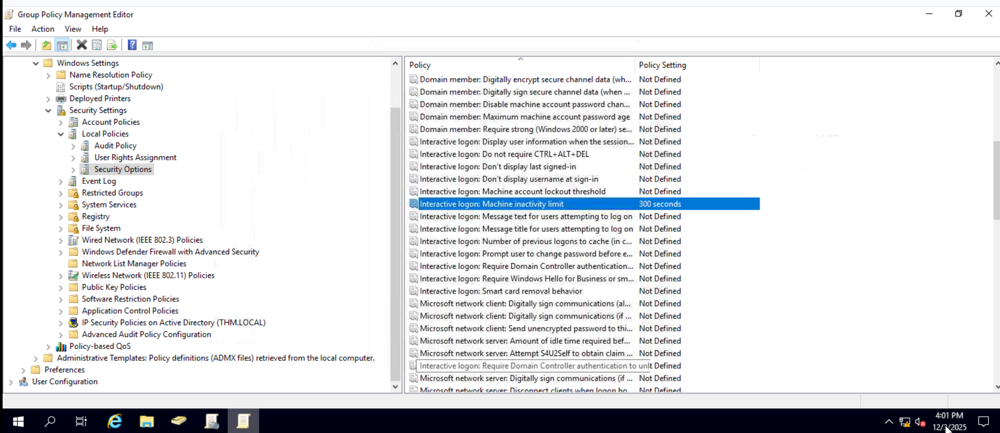 Group Policy Management Editor
File Action View Help
Windows Settings
Name Resolution Policy
Scripts (Startup/Shutdown)
Deployed Printers
Security Settings
Account Policies
Local Policies
Audit Policy
User Rights Assignment
Security Options
Event Log
Restricted Groups
System Services
Registry
File System
Wired Network (IEEE 802.3) Policies
Windows Defender Firewall with Advanced Security
Network List Manager Policies
Wireless Network (IEEE 802.11) Policies
Public Key Policies
Software Restriction Policies
Application Control Policies
IP Security Policies on Active Directory (THM.LOCAL)
Advanced Audit Policy Configuration
Policy-based QoS
Administrative Templates: Policy definitions (ADMX files) retrieved from the local computer.
Preferences
User Configuration
Policy Policy Setting
Domain member: Digitally encrypt secure channel data (wh... Not Defined
Domain member: Digitally sign secure channel data (when ... Not Defined
Domain member: Disable machine account password chan... Not Defined
Domain member: Maximum machine account password age Not Defined
Domain member: Require strong (Windows 2000 or later) se... Not Defined
Interactive logon: Display user information when the session... Not Defined
Interactive logon: Do not require CTRL+ALT+DEL Not Defined
Interactive logon: Don't display last signed-in Not Defined
Interactive logon: Don't display username at sign-in Not Defined
Interactive logon: Machine account lockout threshold Not Defined
Interactive logon: Machine inactivity limit 300 seconds
Interactive logon: Message text for users attempting to log on Not Defined
Interactive logon: Message title for users attempting to log on Not Defined
Interactive logon: Number of previous logons to cache (in c... Not Defined
Interactive logon: Prompt user to change password before e... Not Defined
Interactive logon: Require Domain Controller authentication... Not Defined
Interactive logon: Require Windows Hello for Business or sm... Not Defined
Interactive logon: Smart card removal behavior Not Defined
Microsoft network client: Digitally sign communications (al... Not Defined
Microsoft network client: Digitally sign communications (if ... Not Defined
Microsoft network client: Send unencrypted password to thi... Not Defined
Microsoft network server: Amount of idle time required bef... Not Defined
Microsoft network server: Attempt S4U2Self to obtain claim ... Not Defined
Interactive logon: Require Domain Controller authentication to unl t Defined
Microsoft network server: Digitally sign communications (if ... Not Defined
Microsoft network server: Disconnect clients when logon ho... Not Defined
4:01 PM
12/3/2025